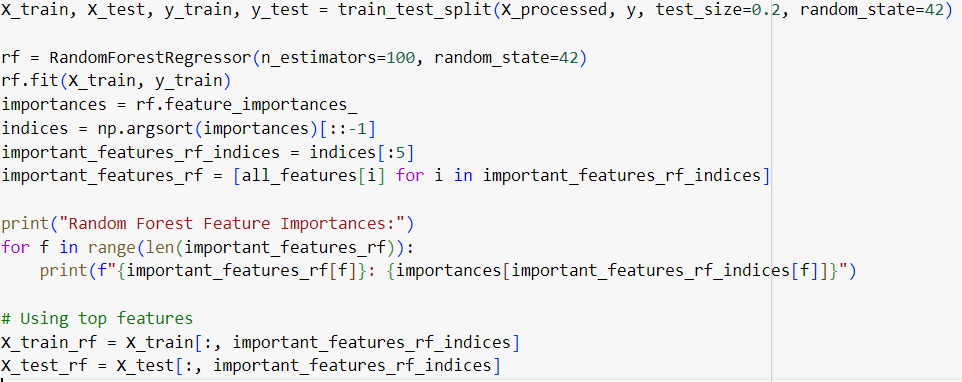 X_train, X_test, y_train, y_test = train_test_split(X_processed, y, test_size=0.2, random_state=42)
rf = RandomForestRegressor(n_estimators=100, random_state=42)
rf.fit(X_train, y_train)
importances = rf.feature_importances_
indices = np.argsort(importances)[::-1]
important_features_rf_indices = indices[:5]
important_features_rf = [all_features[i] for i in important_features_rf_indices]
print("Random Forest Feature Importances:")
for f in range(len(important_features_rf)):
    print(f"{important_features_rf[f]}: {importances[important_features_rf_indices[f]]}")
# Using top features
X_train_rf = X_train[:, important_features_rf_indices]
X_test_rf = X_test[:, important_features_rf_indices]